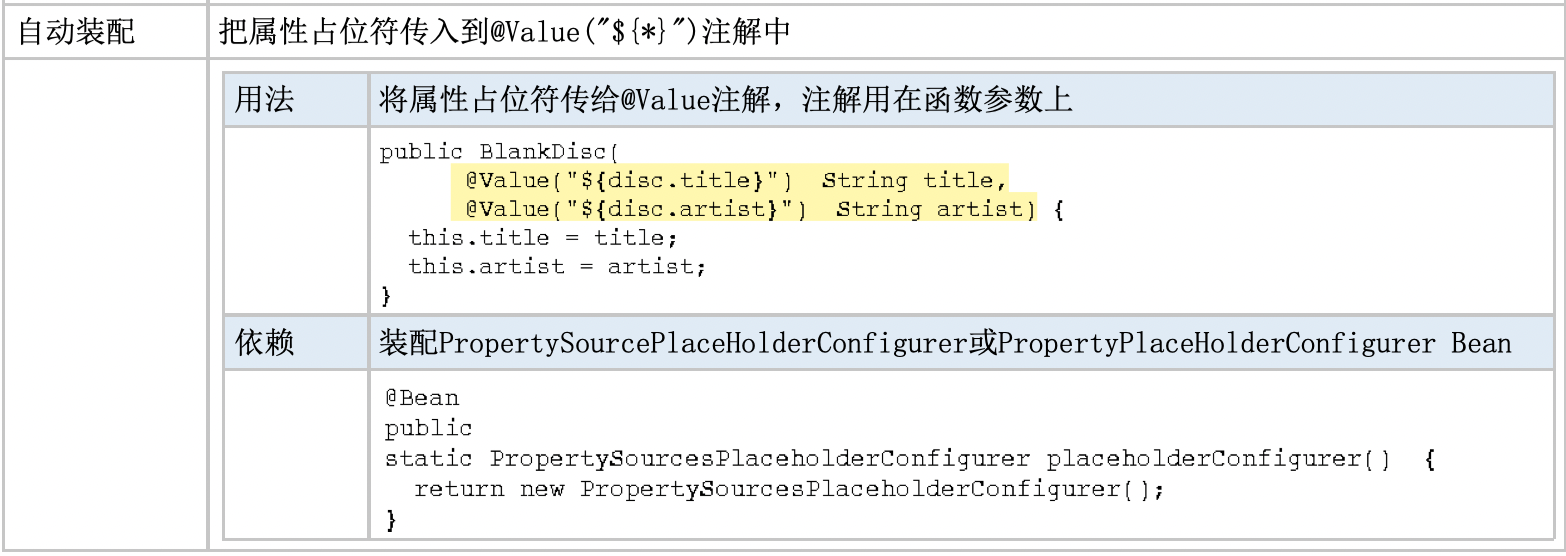 自动装配 把属性占位符传入到@Value("${*}")注解中
用法 将属性占位符传给@Value注解，注解用在函数参数上
public BlankDisc(
@Value("${disc.title}") String title,
@Value("${disc.artist}") String artist) {
this.title = title;
this.artist = artist;
}
依赖 装配PropertySourcePlaceHolderConfigurer或PropertyPlaceHolderConfigurer Bean
@Bean
public
static PropertySourcesPlaceholderConfigurer placeholderConfigurer() {
return new PropertySourcesPlaceholderConfigurer();
}